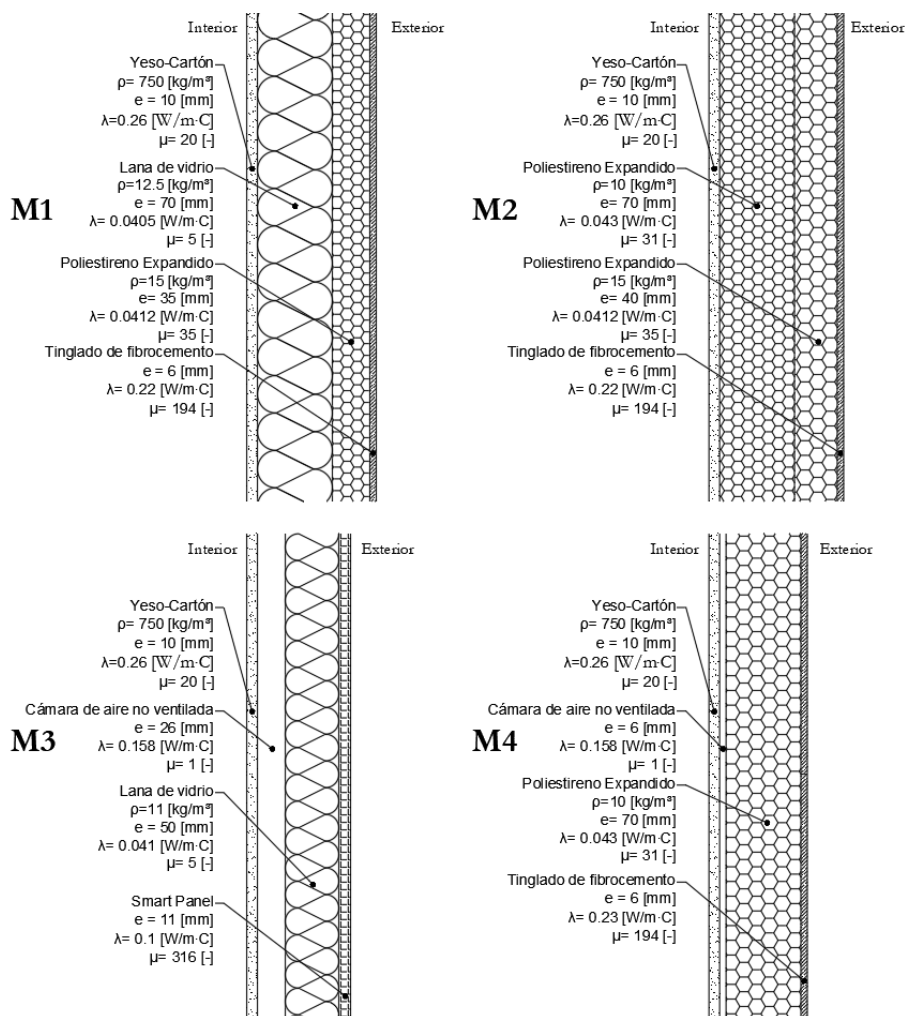 Interior
Exterior
Yeso-Cartón
ρ= 750 [kg/m³]
e = 10 [mm]
λ=0.26 [W/m·C]
μ= 20 [-]
Lana de vidrio
ρ=12.5 [kg/m³]
e = 70 [mm]
λ= 0.0405 [W/m·C]
μ= 5 [-]
M1
Poliestireno Expandido
ρ=15 [kg/m³]
e= 35 [mm]
λ= 0.0412 [W/m·C]
μ= 35 [-]
Tinglado de fibrocemento
e = 6 [mm]
λ= 0.22 [W/m·C]
μ= 194 [-]
Interior
Exterior
Yeso-Cartón
ρ= 750 [kg/m³]
e = 10 [mm]
λ=0.26 [W/m·C]
μ= 20 [-]
Poliestireno Expandido
ρ=10 [kg/m³]
e= 70 [mm]
λ= 0.043 [W/m·C]
μ= 31 [-]
M2
Poliestireno Expandido
ρ=15 [kg/m³]
e= 40 [mm]
λ= 0.0412 [W/m·C]
μ= 35 [-]
Tinglado de fibrocemento
e = 6 [mm]
λ= 0.22 [W/m·C]
μ= 194 [-]
Interior
Exterior
Yeso-Cartón
ρ= 750 [kg/m³]
e = 10 [mm]
λ=0.26 [W/m·C]
μ= 20 [-]
Cámara de aire no ventilada
e = 26 [mm]
λ= 0.158 [W/m·C]
μ= 1 [-]
M3
Lana de vidrio
ρ=11 [kg/m³]
e = 50 [mm]
λ= 0.041 [W/m·C]
μ= 5 [-]
Smart Panel
e = 11 [mm]
λ= 0.1 [W/m·C]
μ= 316 [-]
Interior
Exterior
Yeso-Cartón
ρ= 750 [kg/m³]
e = 10 [mm]
λ=0.26 [W/m·C]
μ= 20 [-]
Cámara de aire no ventilada
e = 6 [mm]
λ= 0.158 [W/m·C]
μ= 1 [-]
M4
Poliestireno Expandido
ρ=10 [kg/m³]
e= 70 [mm]
λ= 0.043 [W/m·C]
μ= 31 [-]
Tinglado de fibrocemento
e = 6 [mm]
λ= 0.23 [W/m·C]
μ= 194 [-]